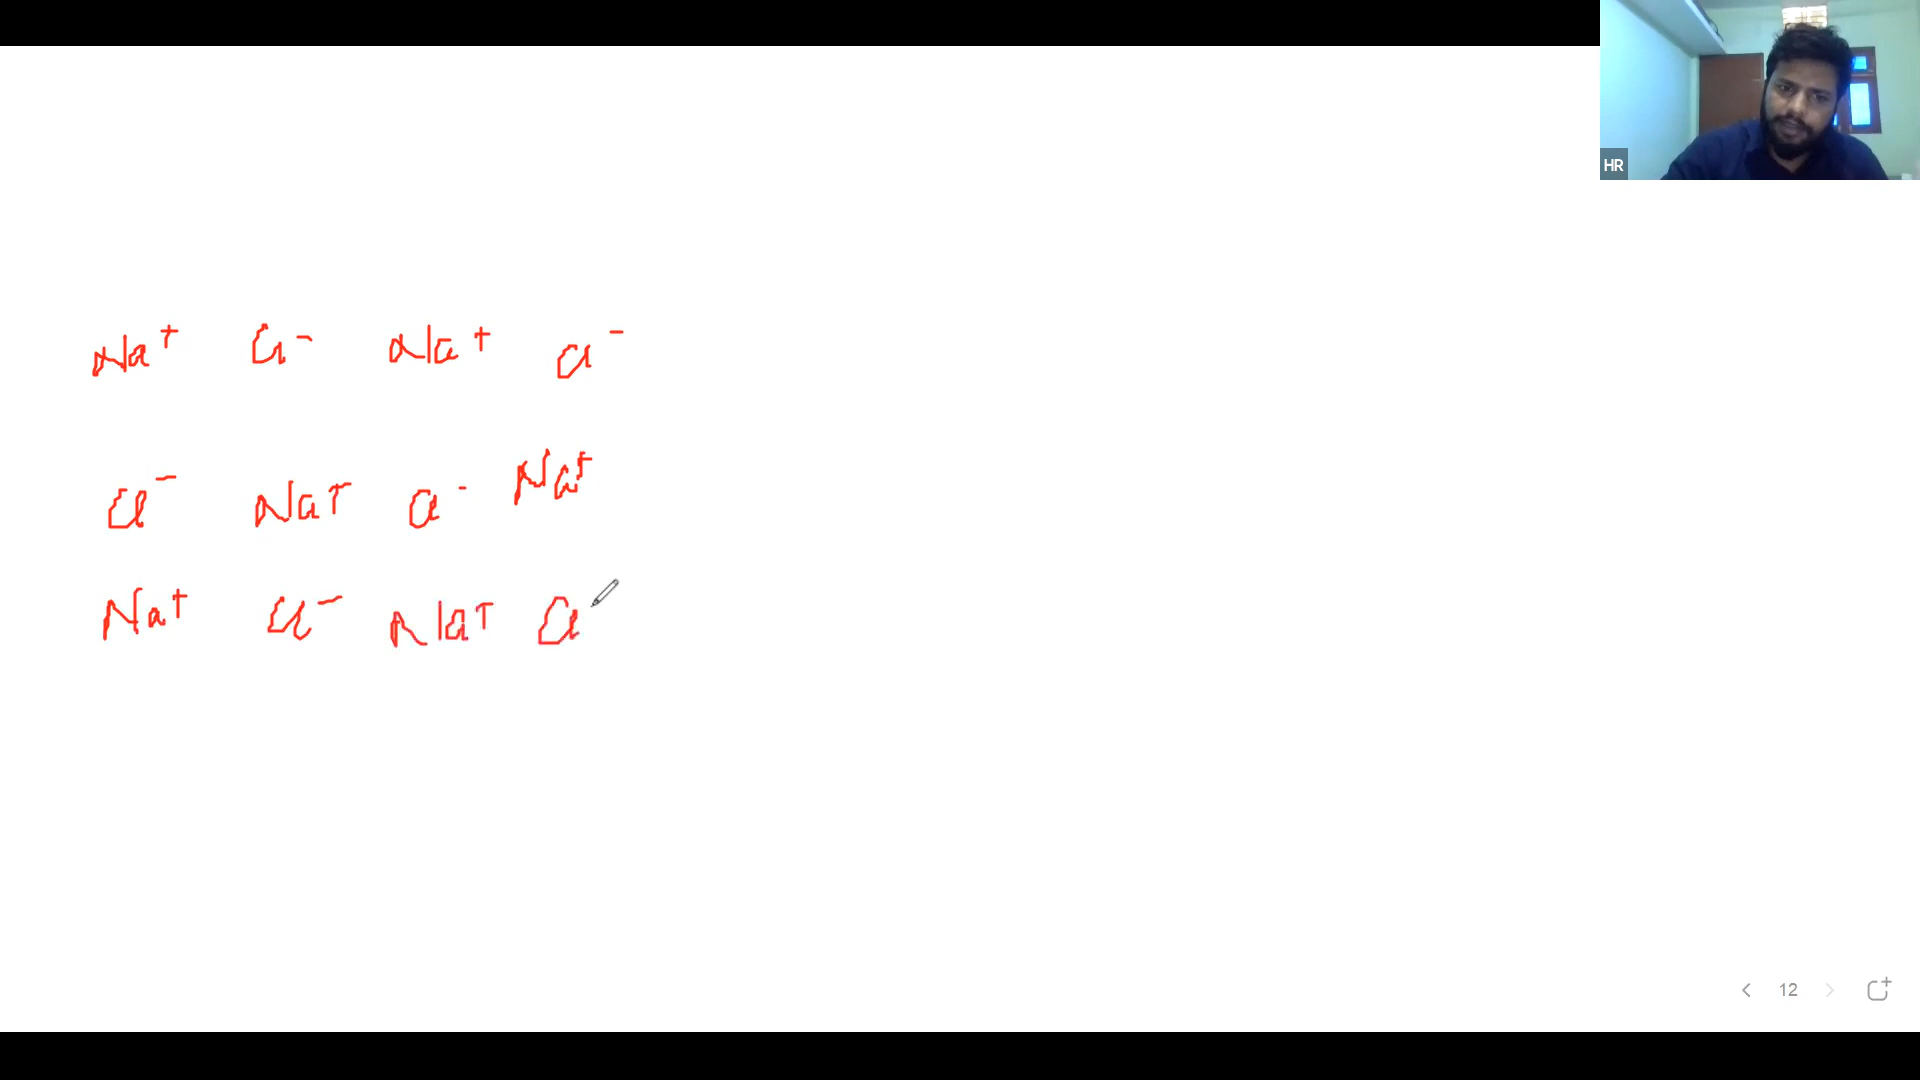 HR
Na⁺ Cl⁻ Na⁺ Cl⁻
Cl⁻ Na⁺ Cl⁻ Na⁺
Na⁺ Cl⁻ Na⁺ Cl
12